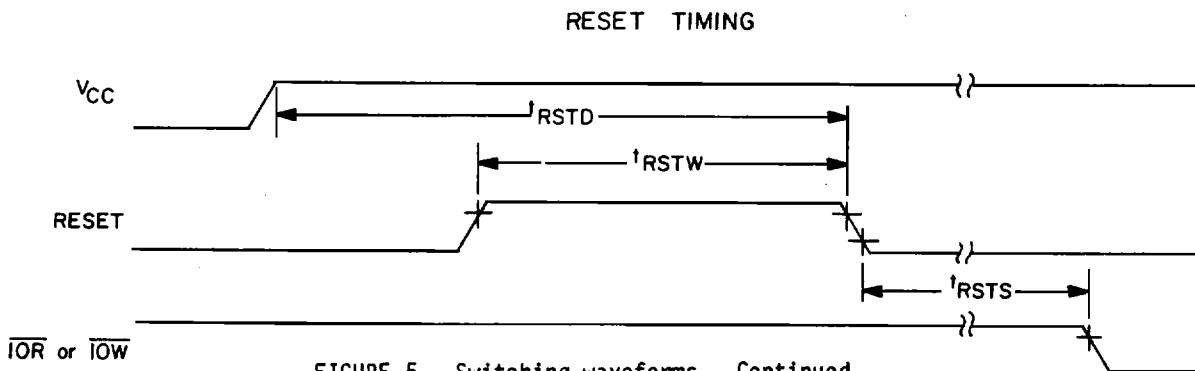 RESET TIMING
VCC
tRSTD
tRSTW
RESET
tRSTS
IOR or IOW
FIGURE 5. Switching waveforms - Continued.